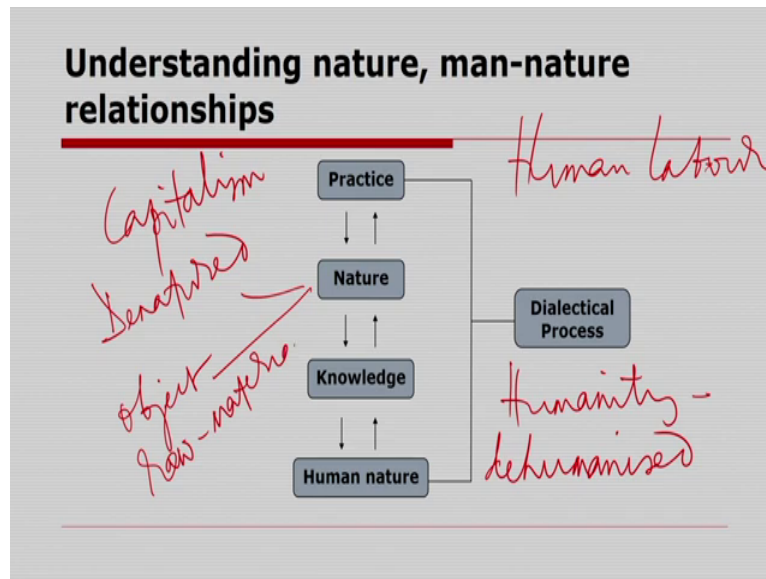 Understanding nature, man-nature
relationships
Human labour
Capitalism
Practice
Denatured
Nature
Dialectical
Process
object
Knowledge
raw-nature
Humanity -
dehumanised
Human nature